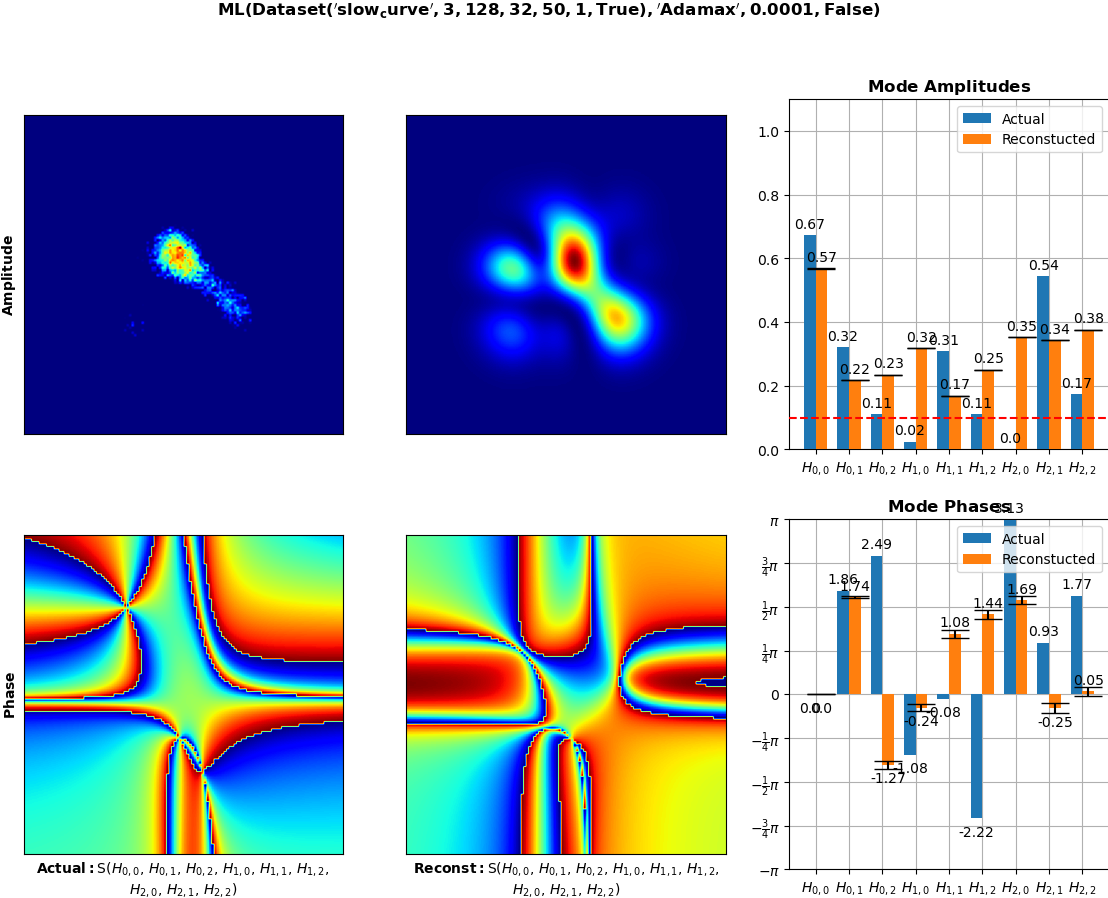 ML(Dataset('slow_curve', 3, 128, 32, 50, 1, True), 'Adamax', 0.0001, False)
Mode Amplitudes
Actual
Reconstucted
1.0
0.8
0.6
0.4
0.2
0.0
0.67
0.57
0.32
0.22
0.11
0.23
0.02
0.32
0.31
0.17
0.11
0.25
0.0
0.35
0.54
0.34
0.17
0.38
H0,0 H0,1 H0,2 H1,0 H1,1 H1,2 H2,0 H2,1 H2,2
Amplitude
Mode Phases
Actual
Reconstucted
π
3/4π
1/2π
1/4π
0
−1/4π
−1/2π
−3/4π
−π
0.0
0.0
1.86
1.74
2.49
-1.27
-1.08
-0.24
-0.08
1.08
-2.22
1.44
3.13
1.69
0.93
-0.25
1.77
0.05
H0,0 H0,1 H0,2 H1,0 H1,1 H1,2 H2,0 H2,1 H2,2
Phase
Actual: S(H0,0, H0,1, H0,2, H1,0, H1,1, H1,2,
H2,0, H2,1, H2,2)
Reconst: S(H0,0, H0,1, H0,2, H1,0, H1,1, H1,2,
H2,0, H2,1, H2,2)